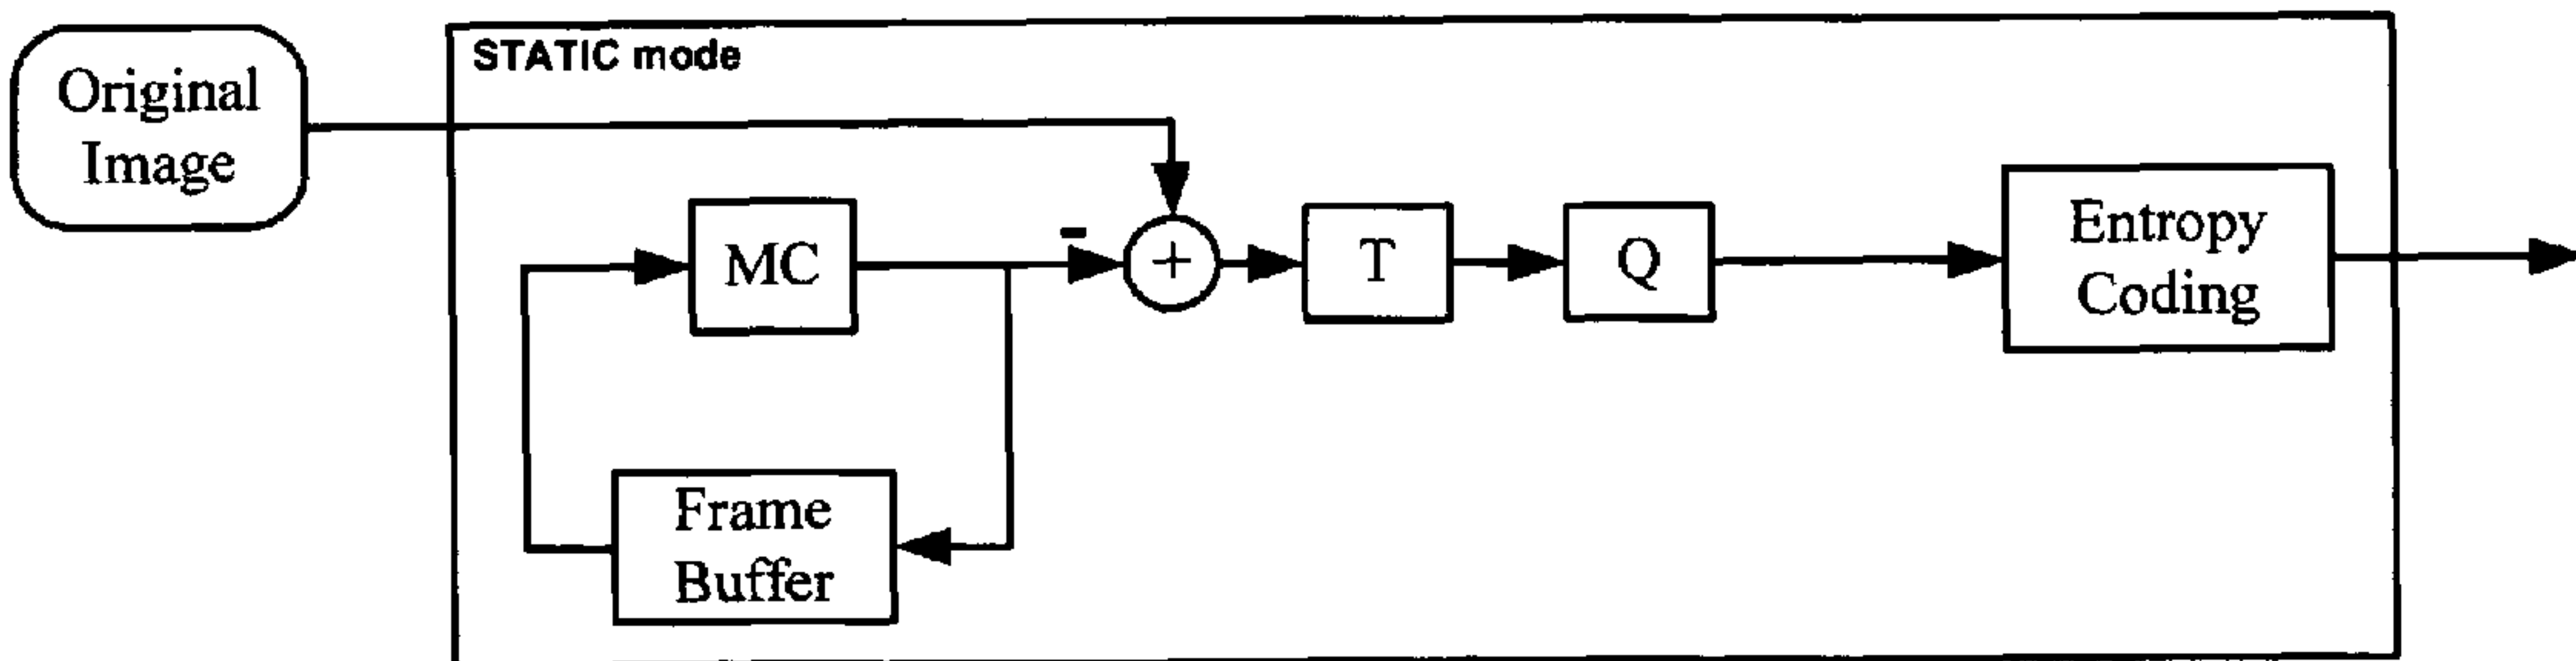 STATIC mode
Original
Image
MC
-
+
T
Q
Entropy
Coding
Frame
Buffer